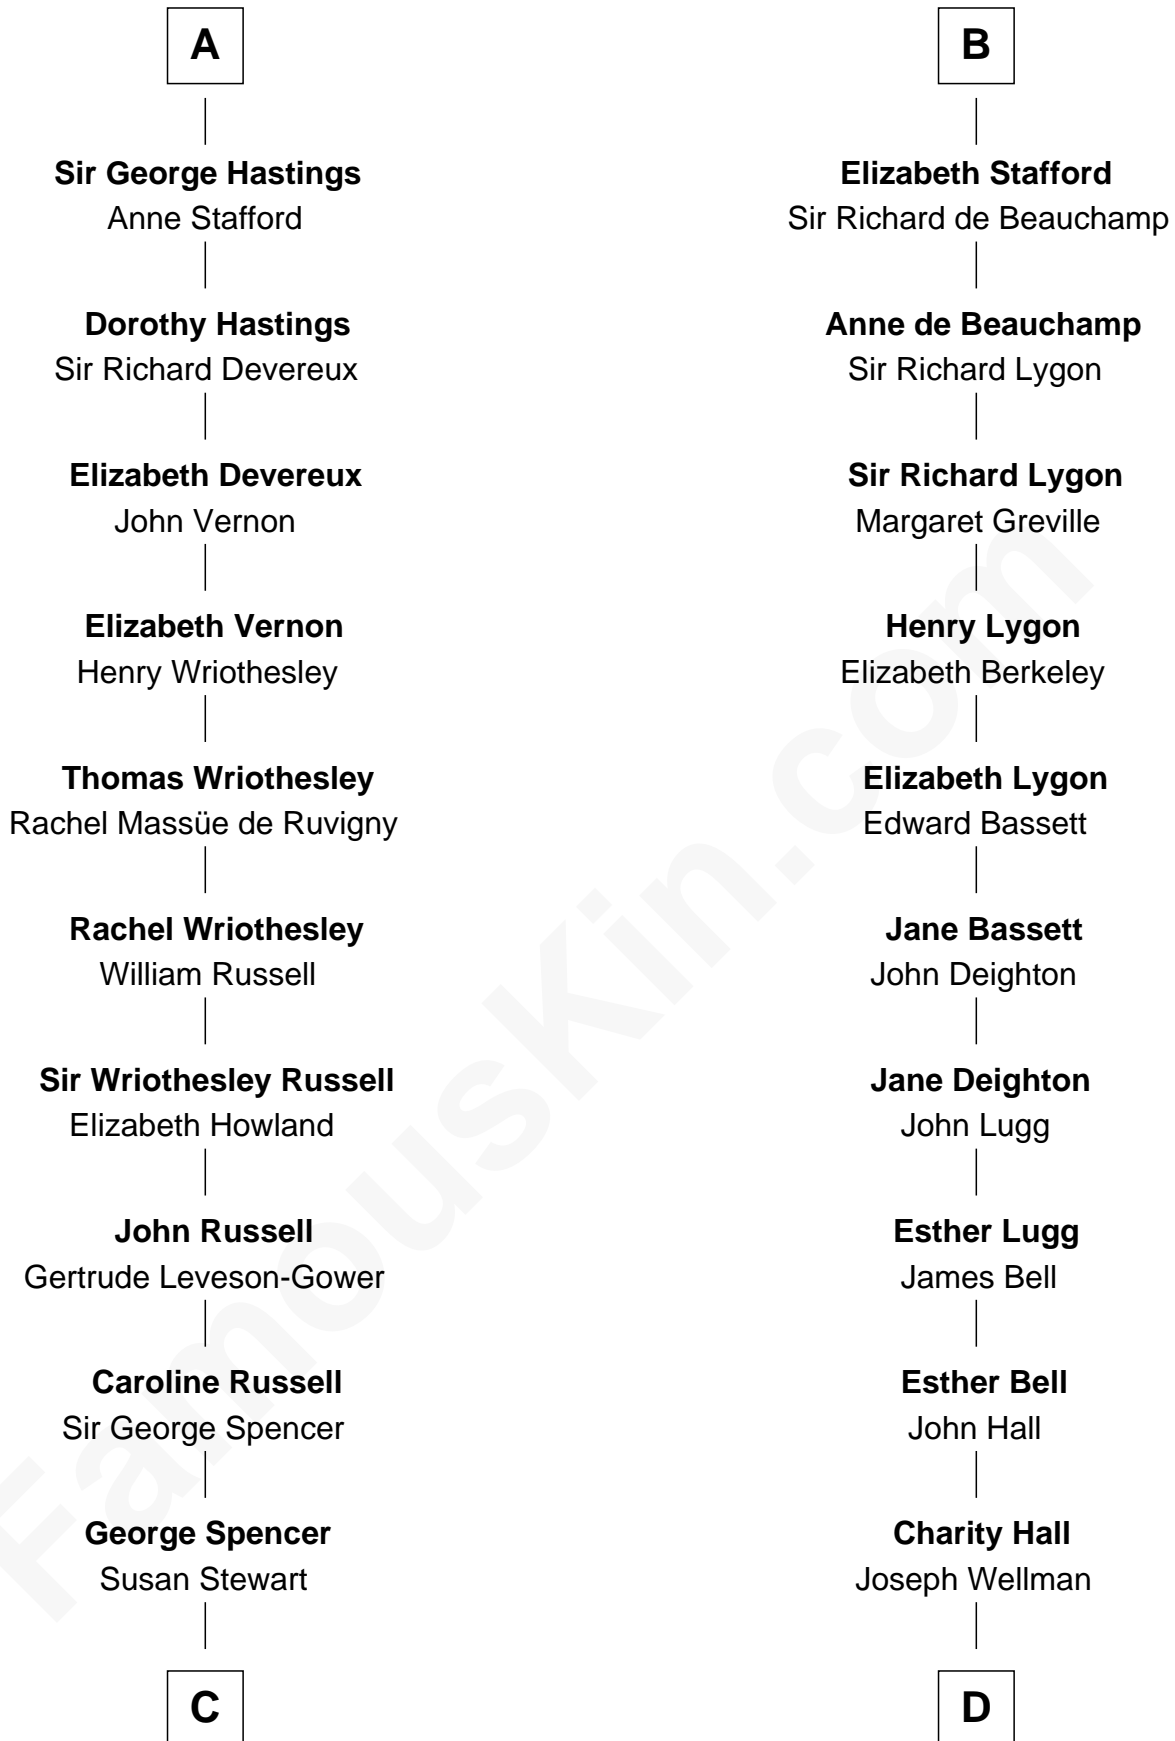 A
Sir George Hastings
Anne Stafford
Dorothy Hastings
Sir Richard Devereux
Elizabeth Devereux
John Vernon
Elizabeth Vernon
Henry Wriothesley
Thomas Wriothesley
Rachel Massüe de Ruvigny
Rachel Wriothesley
William Russell
Sir Wriothesley Russell
Elizabeth Howland
John Russell
Gertrude Leveson-Gower
Caroline Russell
Sir George Spencer
George Spencer
Susan Stewart
C
B
Elizabeth Stafford
Sir Richard de Beauchamp
Anne de Beauchamp
Sir Richard Lygon
Sir Richard Lygon
Margaret Greville
Henry Lygon
Elizabeth Berkeley
Elizabeth Lygon
Edward Bassett
Jane Bassett
John Deighton
Jane Deighton
John Lugg
Esther Lugg
James Bell
Esther Bell
John Hall
Charity Hall
Joseph Wellman
D
FamousKin.com